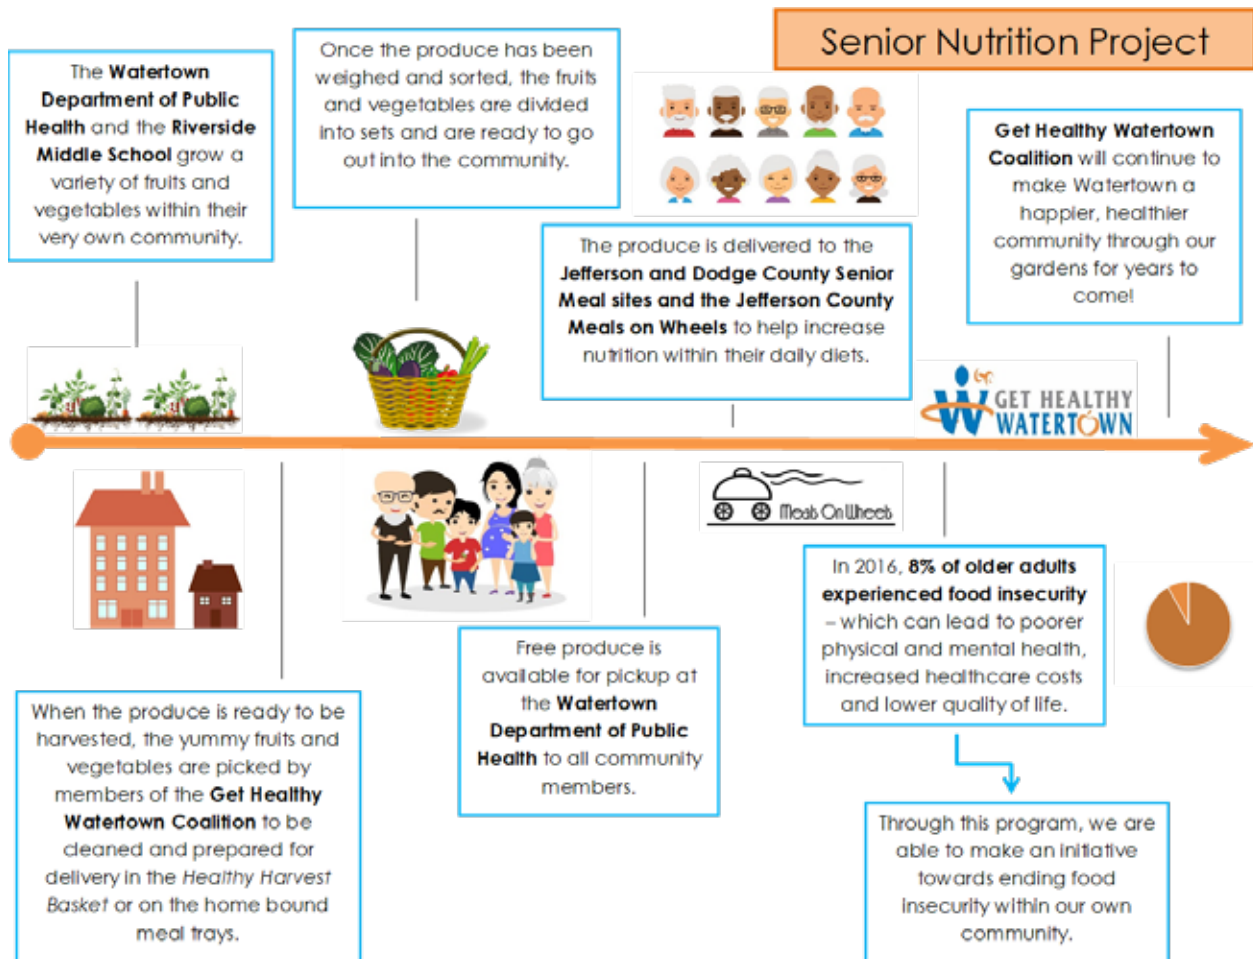 Senior Nutrition Project
The Watertown
Department of Public
Health and the Riverside
Middle School grow a
variety of fruits and
vegetables within their
very own community.
Once the produce has been
weighed and sorted, the fruits
and vegetables are divided
into sets and are ready to go
out into the community.
The produce is delivered to the
Jefferson and Dodge County Senior
Meal sites and the Jefferson County
Meals on Wheels to help increase
nutrition within their daily diets.
Get Healthy Watertown
Coalition will continue to
make Watertown a
happier, healthier
community through our
gardens for years to
come!
GET HEALTHY
WATERTOWN
Meals On Wheels
When the produce is ready to be
harvested, the yummy fruits and
vegetables are picked by
members of the Get Healthy
Watertown Coalition to be
cleaned and prepared for
delivery in the Healthy Harvest
Basket or on the home bound
meal trays.
Free produce is
available for pickup at
the Watertown
Department of Public
Health to all community
members.
In 2016, 8% of older adults
experienced food insecurity
– which can lead to poorer
physical and mental health,
increased healthcare costs
and lower quality of life.
Through this program, we are
able to make an initiative
towards ending food
insecurity within our own
community.